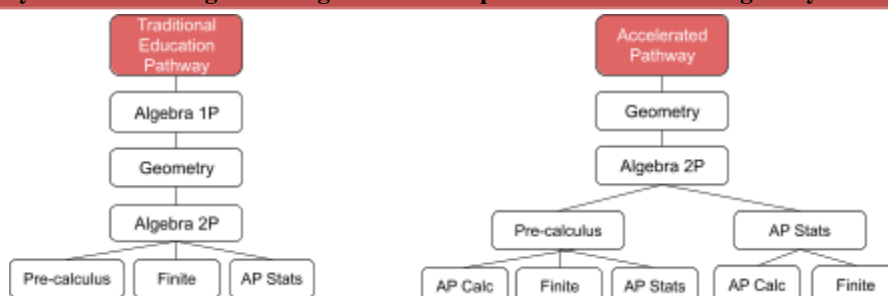 Traditional
Education
Pathway
Algebra 1P
Geometry
Algebra 2P
Pre-calculus
Finite
AP Stats
Accelerated
Pathway
Geometry
Algebra 2P
Pre-calculus
AP Stats
AP Calc
Finite
AP Stats
AP Calc
Finite